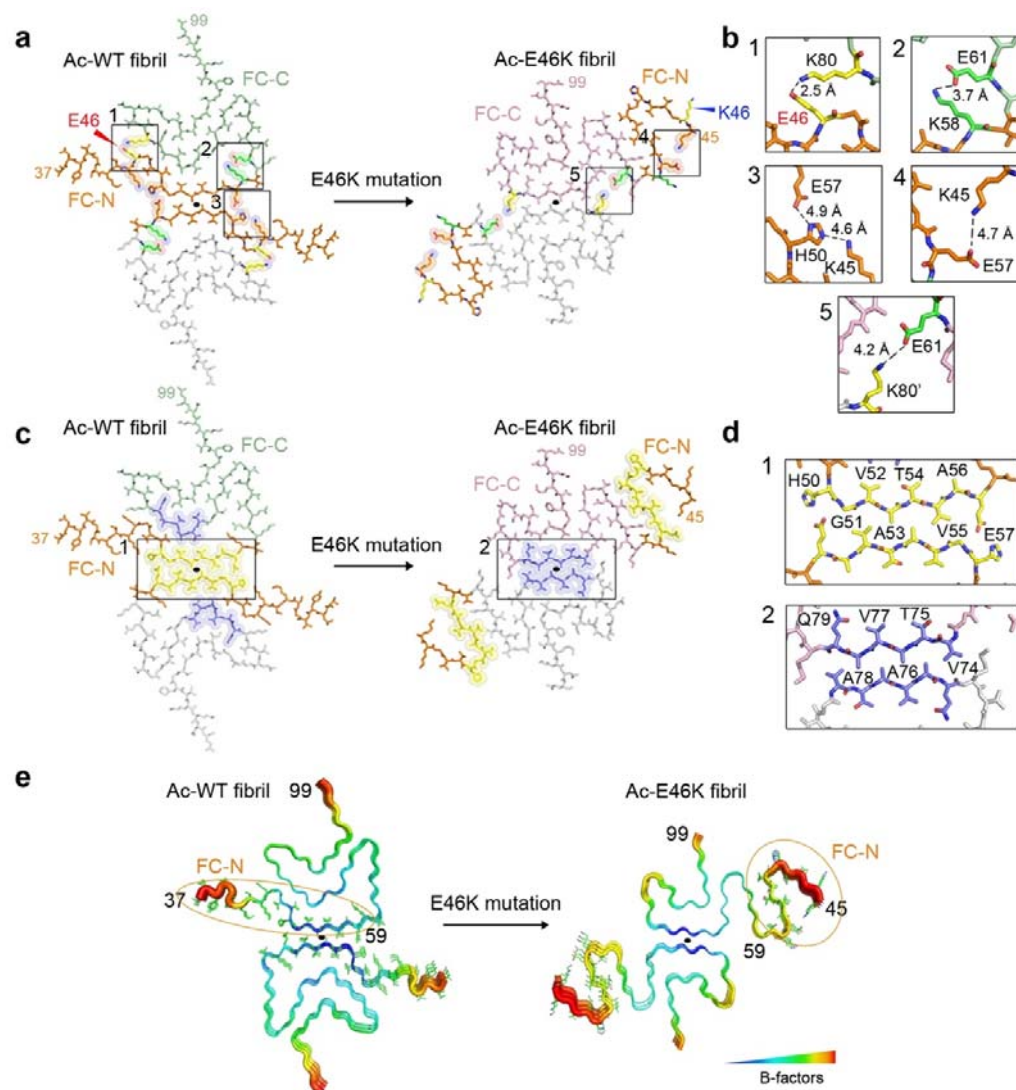 a
Ac-WT fibril
99
FC-C
E46
1
2
37
FC-N
3
E46K mutation
Ac-E46K fibril
FC-N
99
FC-C
K46
4
45
5
b
1
K80
2.5 Å
E46
2
E61
3.7 Å
K58
3
E57
4.9 Å
4.6 Å
H50
K45
4
K45
4.7 Å
E57
5
4.2 Å
E61
K80'
c
Ac-WT fibril
99
FC-C
37
1
FC-N
E46K mutation
Ac-E46K fibril
FC-N
99
FC-C
45
2
d
1
H50
V52
T54
A56
G51
A53
V55
E57
2
Q79
V77
T75
A78
A76
V74
e
Ac-WT fibril
99
FC-N
37
59
E46K mutation
Ac-E46K fibril
99
FC-N
45
59
B-factors